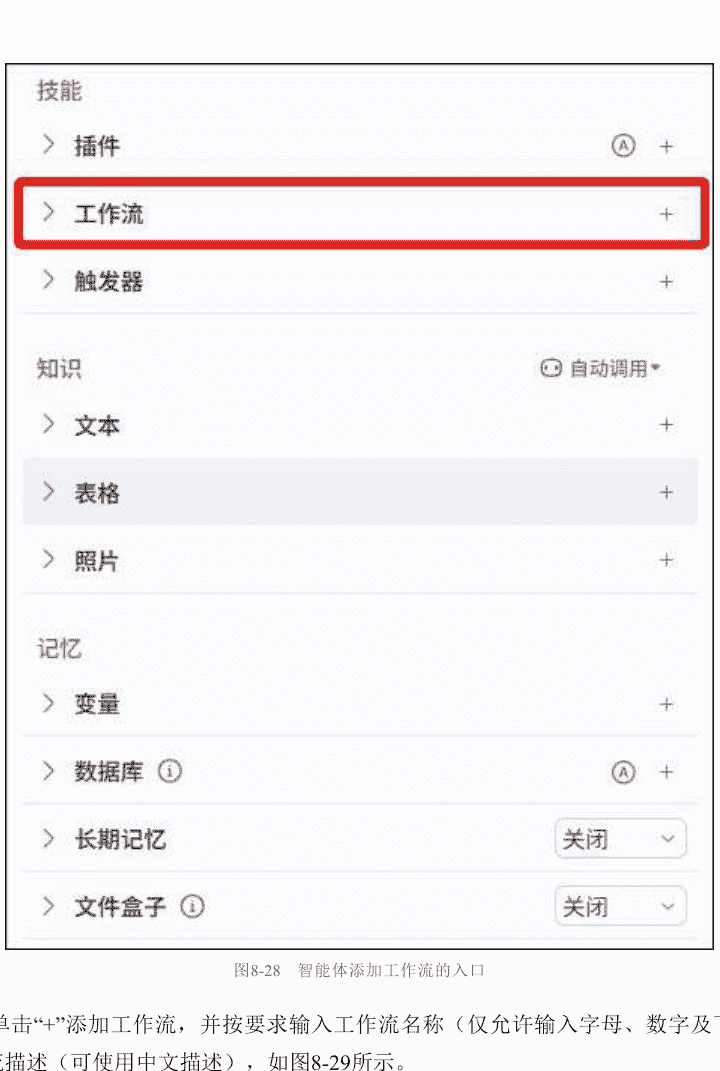 技能
插件 A +
工作流 +
触发器 +
知识 自动调用
文本 +
表格 +
照片 +
记忆
变量 +
数据库 i A +
长期记忆 关闭
文件盒子 i 关闭
图8-28 智能体添加工作流的入口
单击“+”添加工作流，并按要求输入工作流名称（仅允许输入字母、数字及
描述（可使用中文描述），如图8-29所示。